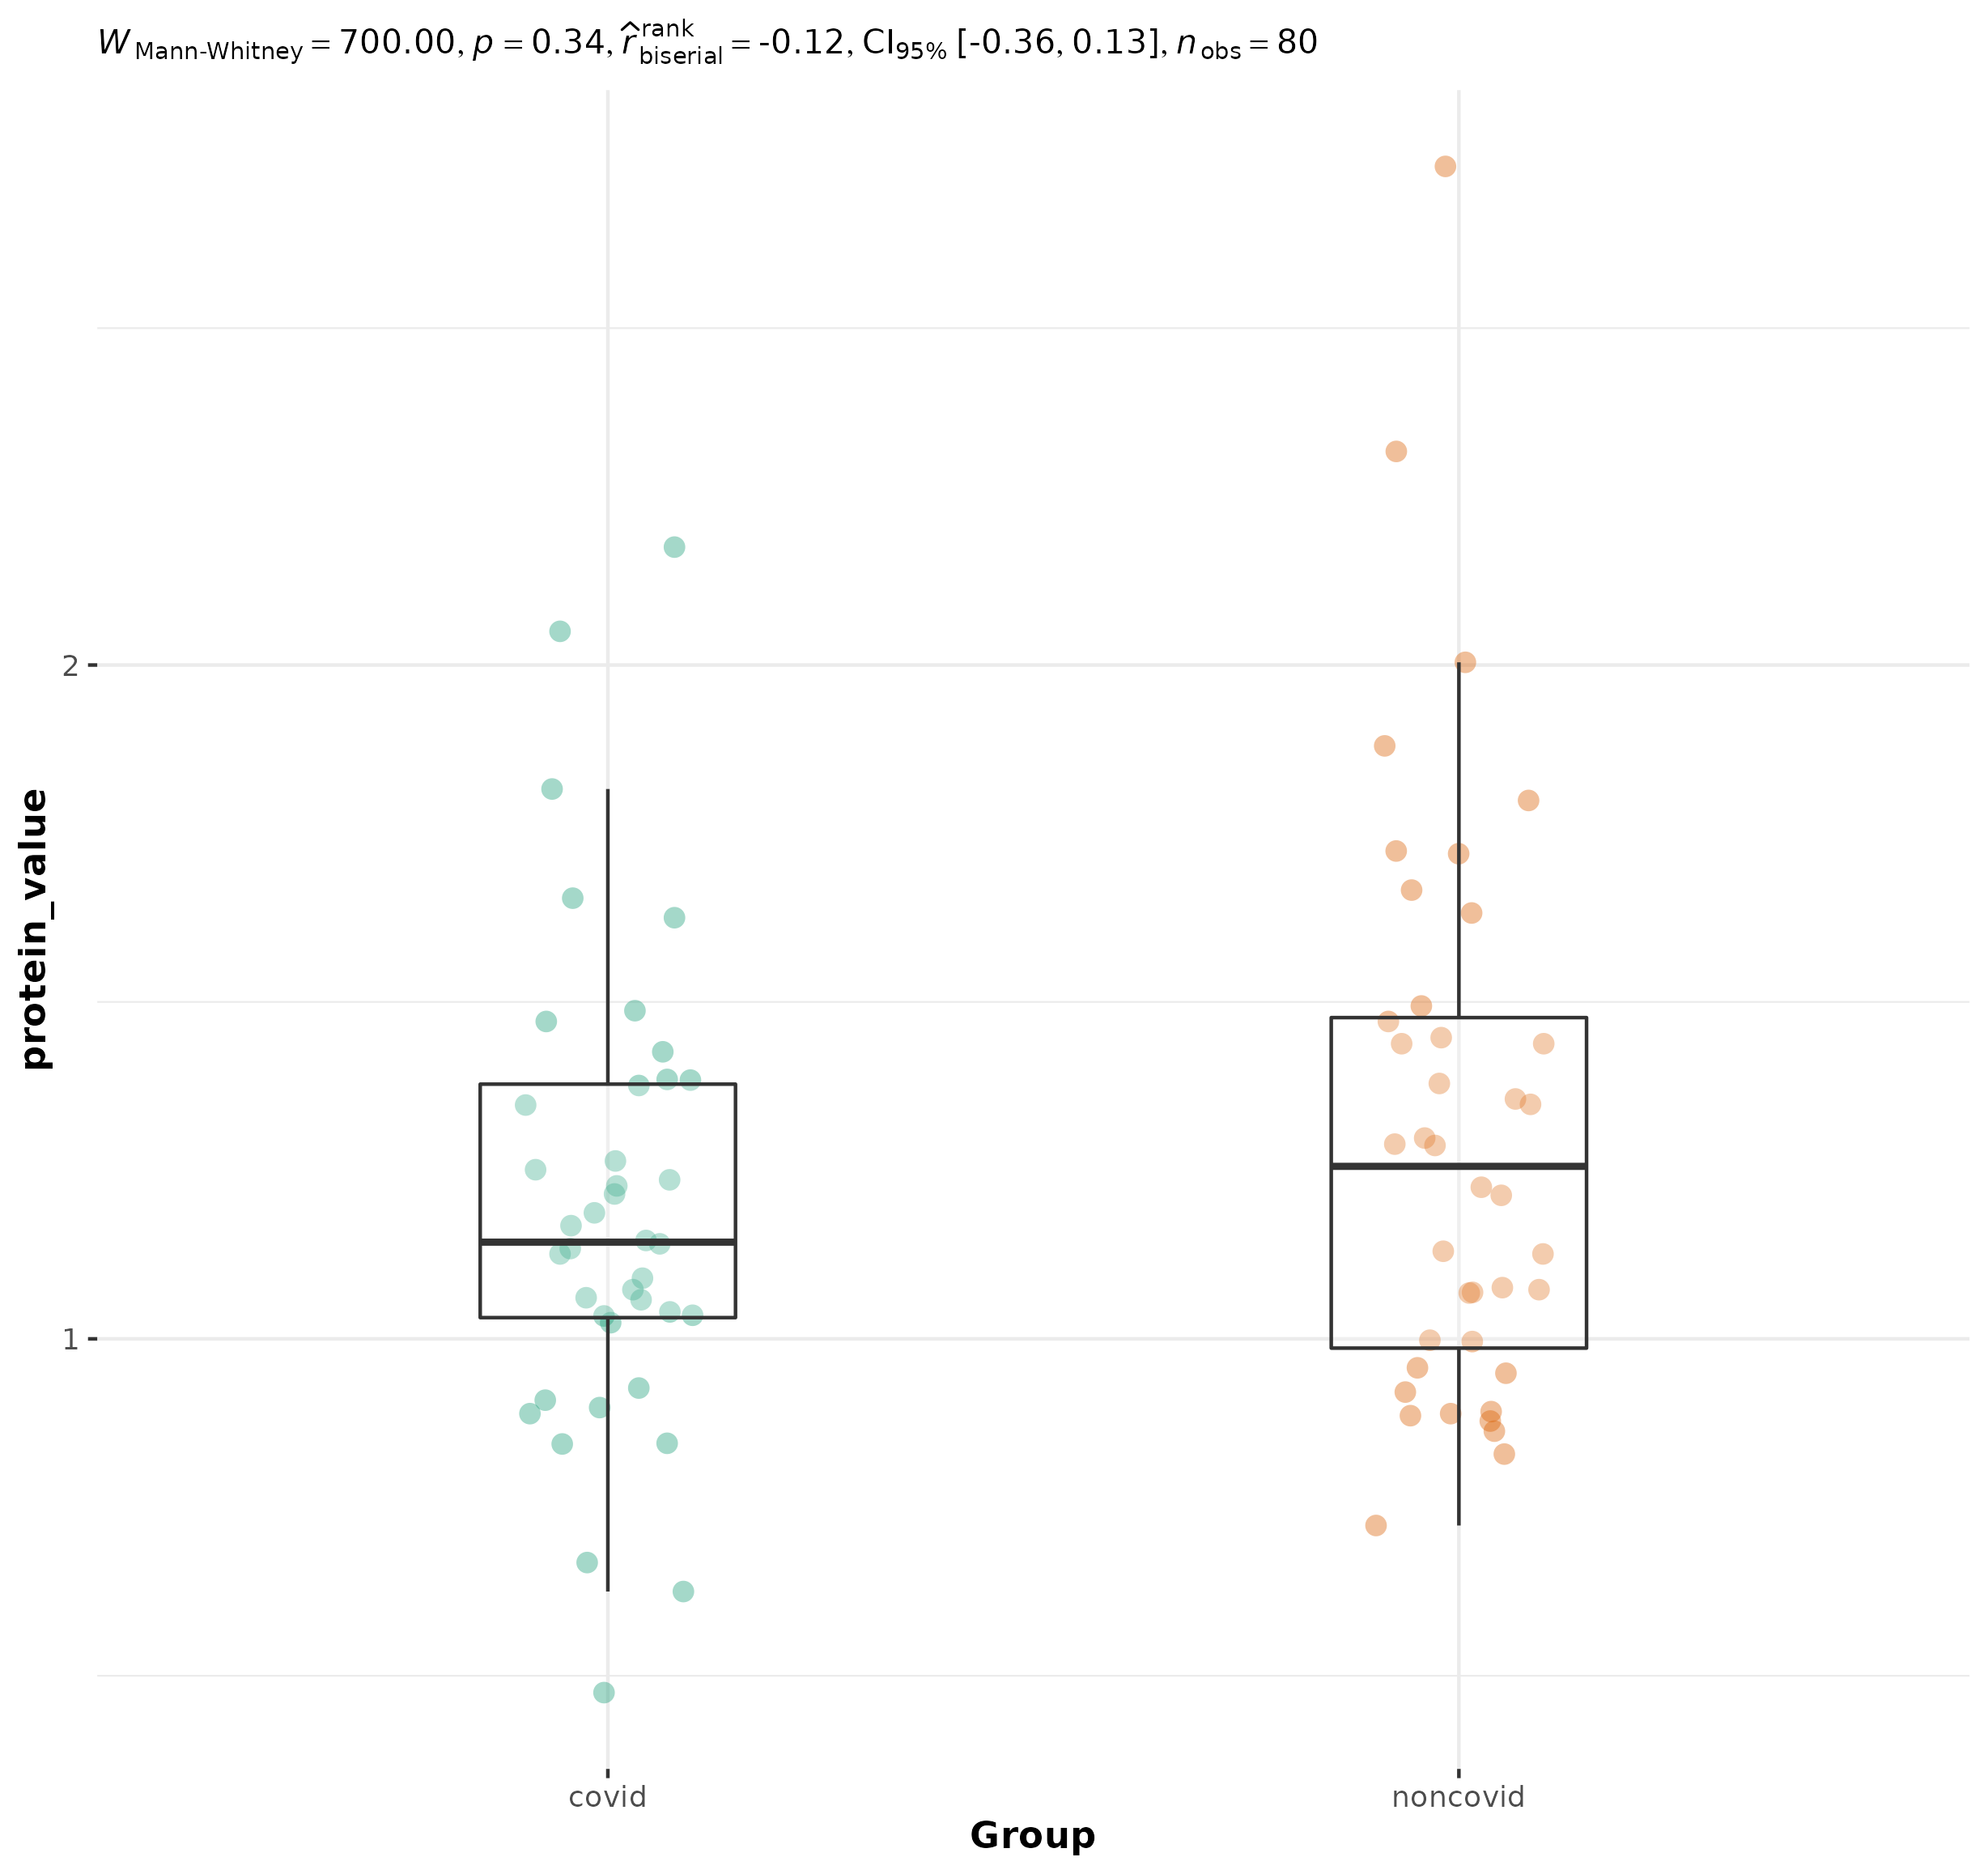 W Mann-Whitney = 700.00, p = 0.34, r̂ rank biserial = -0.12, CI95% [-0.36, 0.13], n obs = 80
protein_value
2
1
covid noncovid
Group